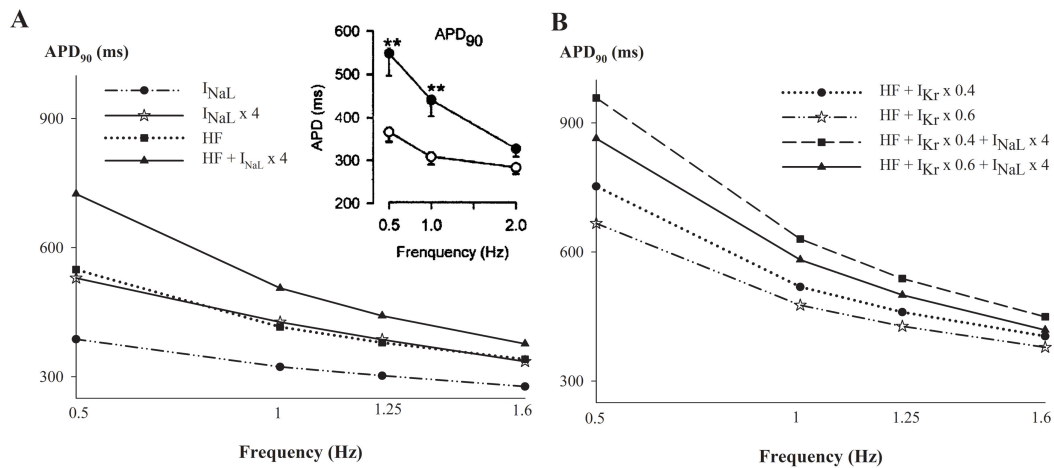 A
APD90 (ms)
900
600
300
0.5
1
1.25
1.6
Frequency (Hz)
INaL
INaL x 4
HF
HF + INaL x 4
APD90
600
500
400
300
200
APD (ms)
**
**
0.5
1.0
2.0
Frenquency (Hz)
B
APD90 (ms)
900
600
300
0.5
1
1.25
1.6
Frequency (Hz)
HF + IKr x 0.4
HF + IKr x 0.6
HF + IKr x 0.4 + INaL x 4
HF + IKr x 0.6 + INaL x 4